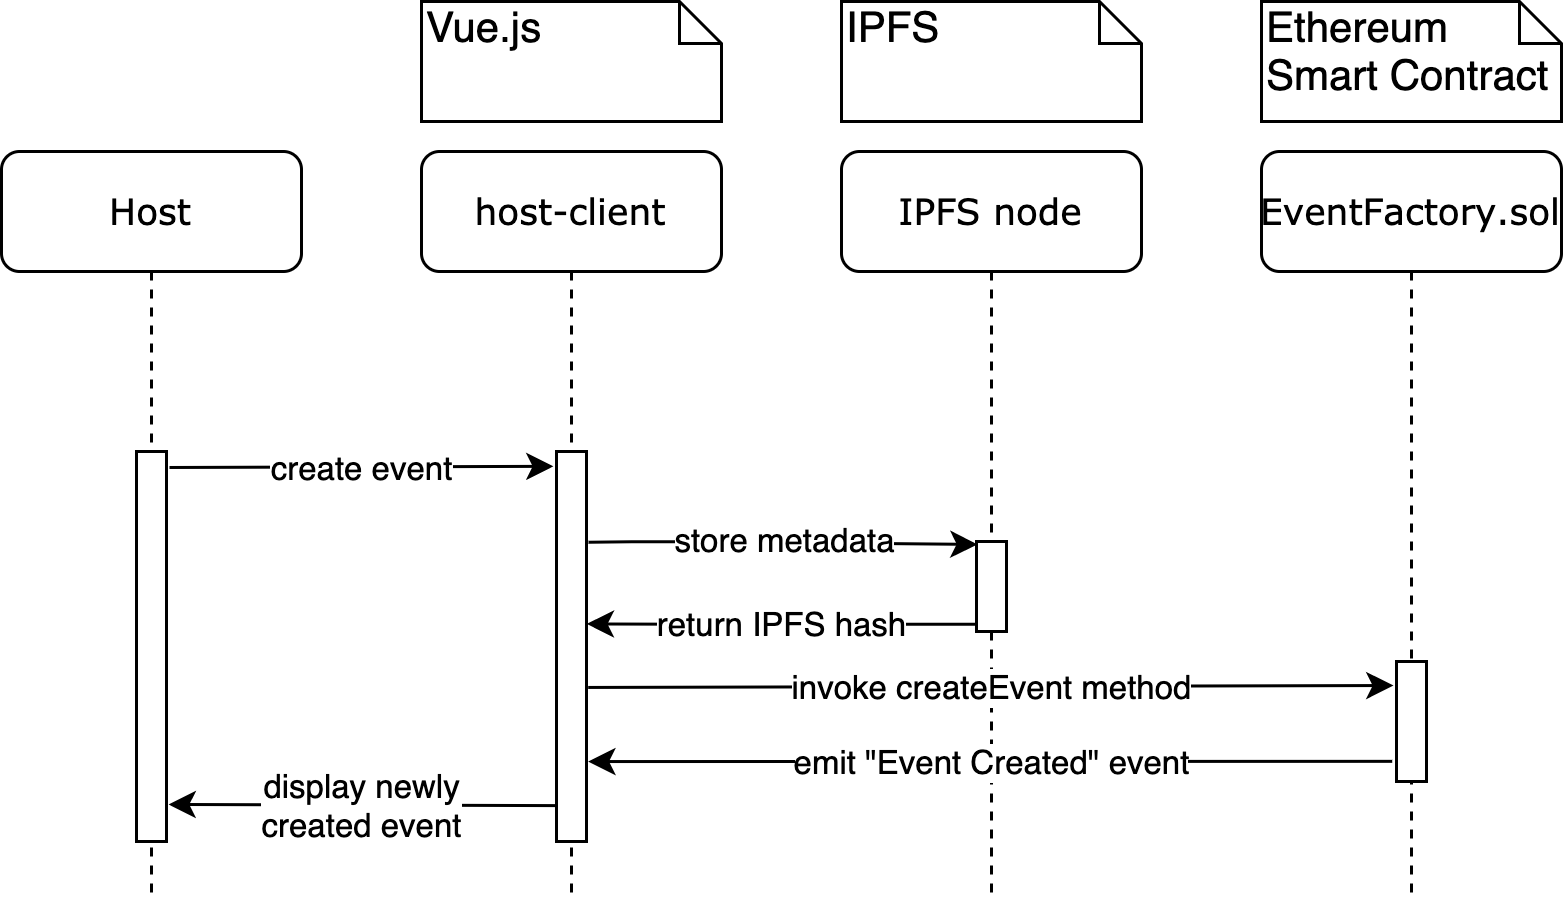 Vue.js
IPFS
Ethereum
Smart Contract
Host
host-client
IPFS node
EventFactory.sol
create event
store metadata
return IPFS hash
invoke createEvent method
emit "Event Created" event
display newly
created event